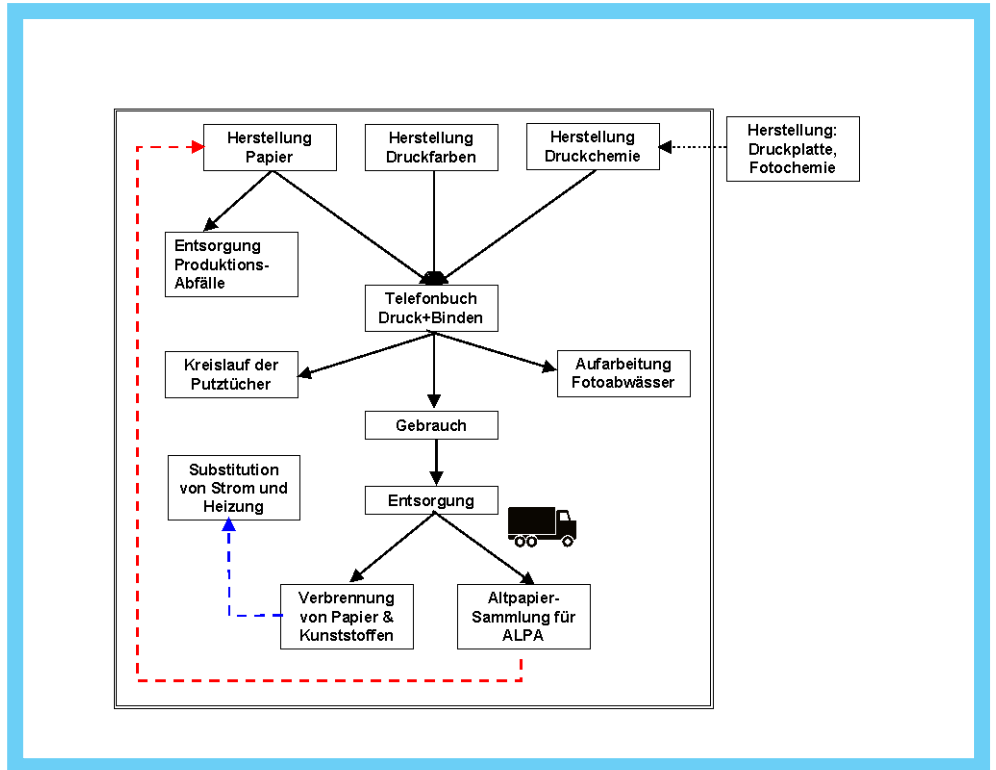 Herstellung
Papier
Herstellung
Druckfarben
Herstellung
Druckchemie
Herstellung:
Druckplatte,
Fotochemie
Entsorgung
Produktions-
Abfälle
Telefonbuch
Druck+Binden
Kreislauf der
Putztücher
Aufarbeitung
Fotoabwässer
Gebrauch
Substitution
von Strom und
Heizung
Entsorgung
Verbrennung
von Papier &
Kunststoffen
Altpapier-
Sammlung für
ALPA